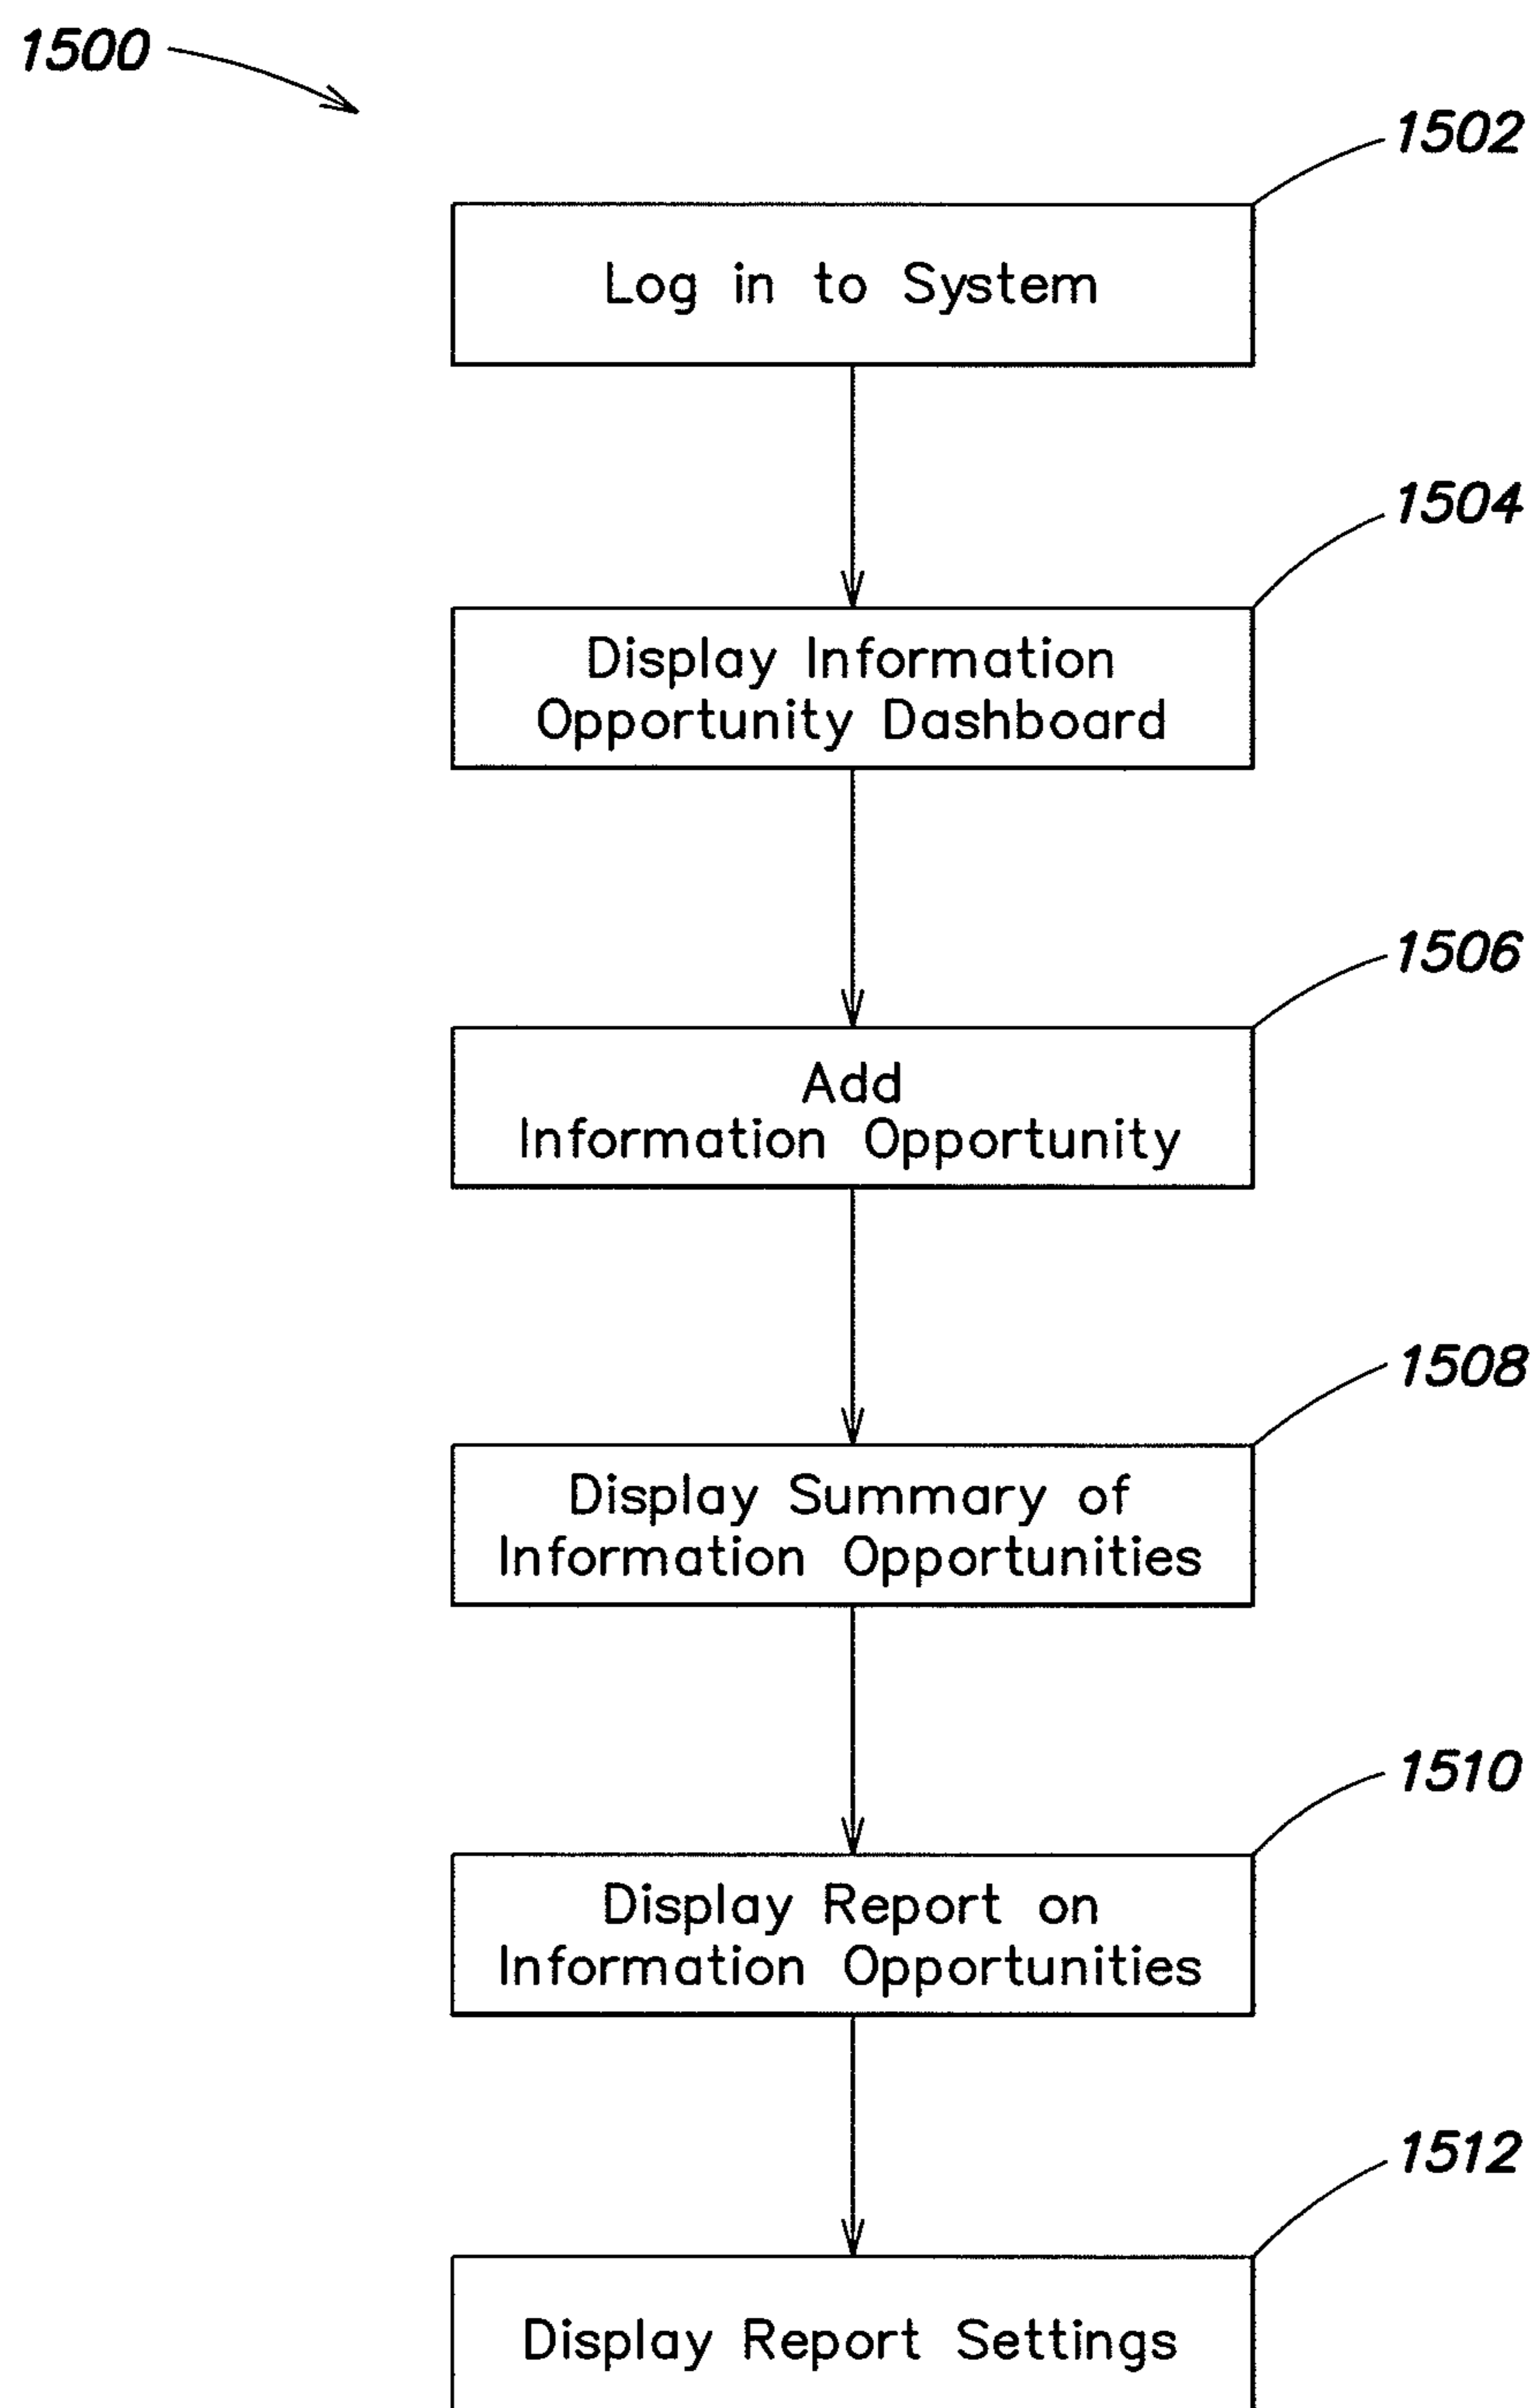 1500
1502
Log in to System
1504
Display Information
Opportunity Dashboard
1506
Add
Information Opportunity
1508
Display Summary of
Information Opportunities
1510
Display Report on
Information Opportunities
1512
Display Report Settings